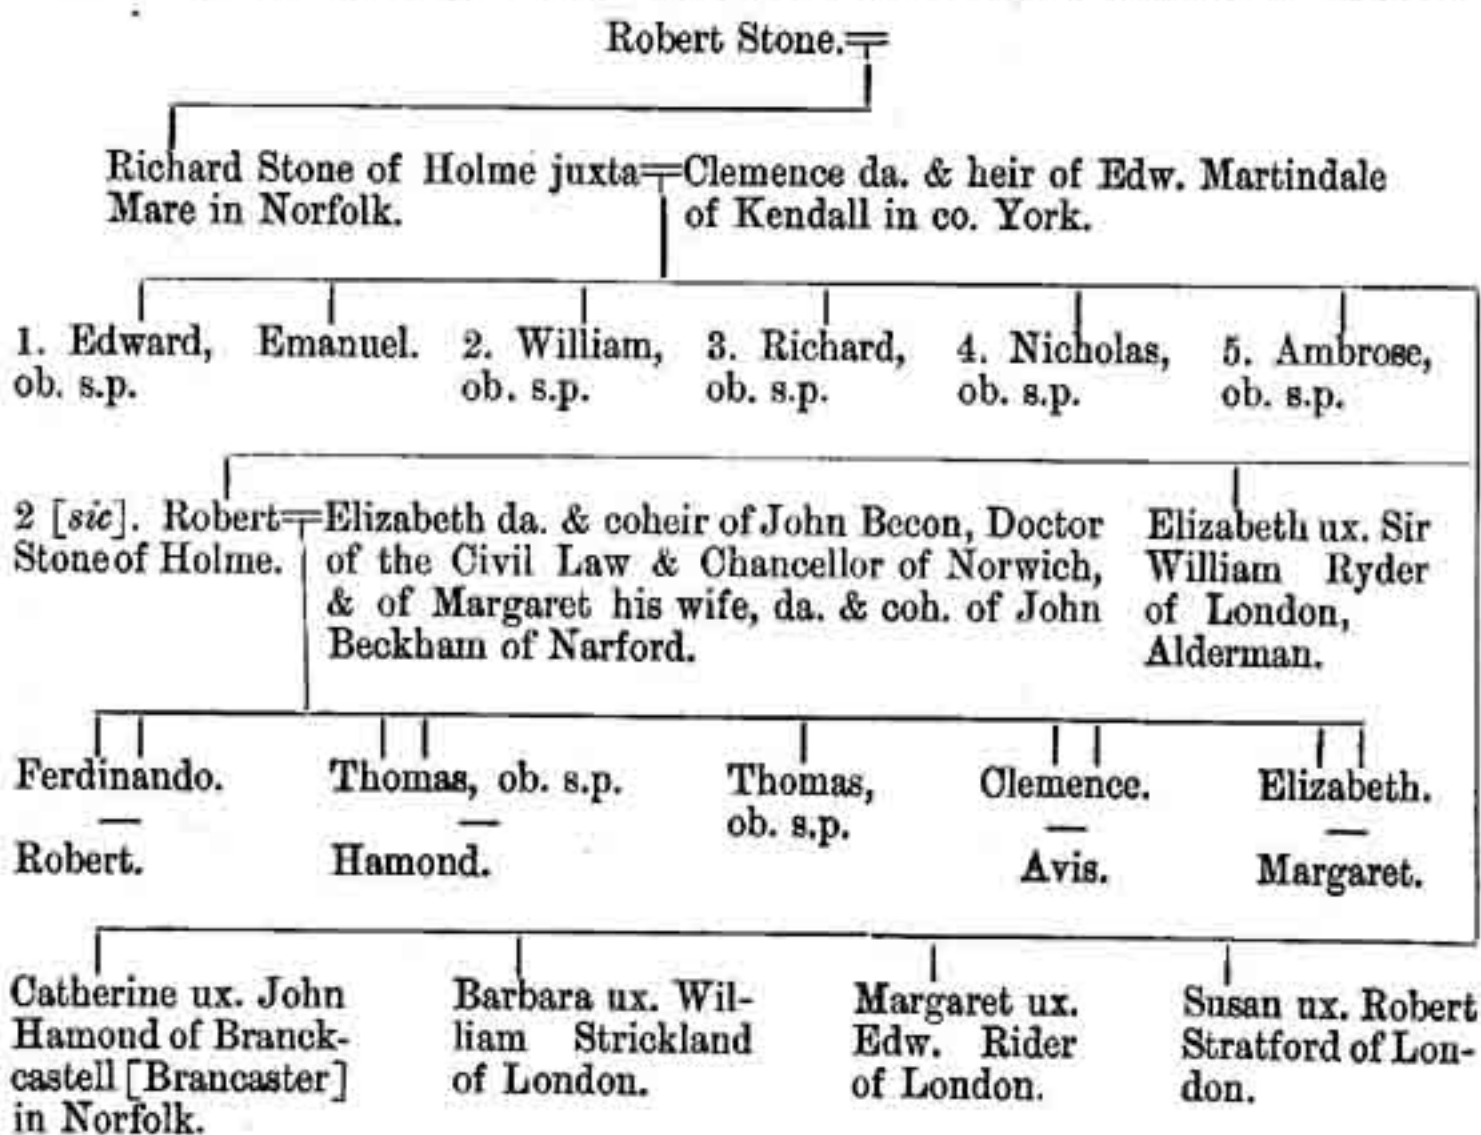 Robert Stone.
Richard Stone of Holme juxta
Mare in Norfolk.
Clemence da. & heir of Edw. Martindale
of Kendall in co. York.
1. Edward,
ob. s.p.
Emanuel.
2. William,
ob. s.p.
3. Richard,
ob. s.p.
4. Nicholas,
ob. s.p.
5. Ambrose,
ob. s.p.
2 [sic]. Robert
Stone of Holme.
Elizabeth da. & coheir of John Becon, Doctor
of the Civil Law & Chancellor of Norwich,
& of Margaret his wife, da. & coh. of John
Beckham of Narford.
Elizabeth ux. Sir
William Ryder
of London,
Alderman.
Ferdinando.
—
Robert.
Thomas, ob. s.p.
—
Hamond.
Thomas,
ob. s.p.
Clemence.
—
Avis.
Elizabeth.
—
Margaret.
Catherine ux. John
Hamond of Branck-
castell [Brancaster]
in Norfolk.
Barbara ux. Wil-
liam Strickland
of London.
Margaret ux.
Edw. Rider
of London.
Susan ux. Robert
Stratford of Lon-
don.